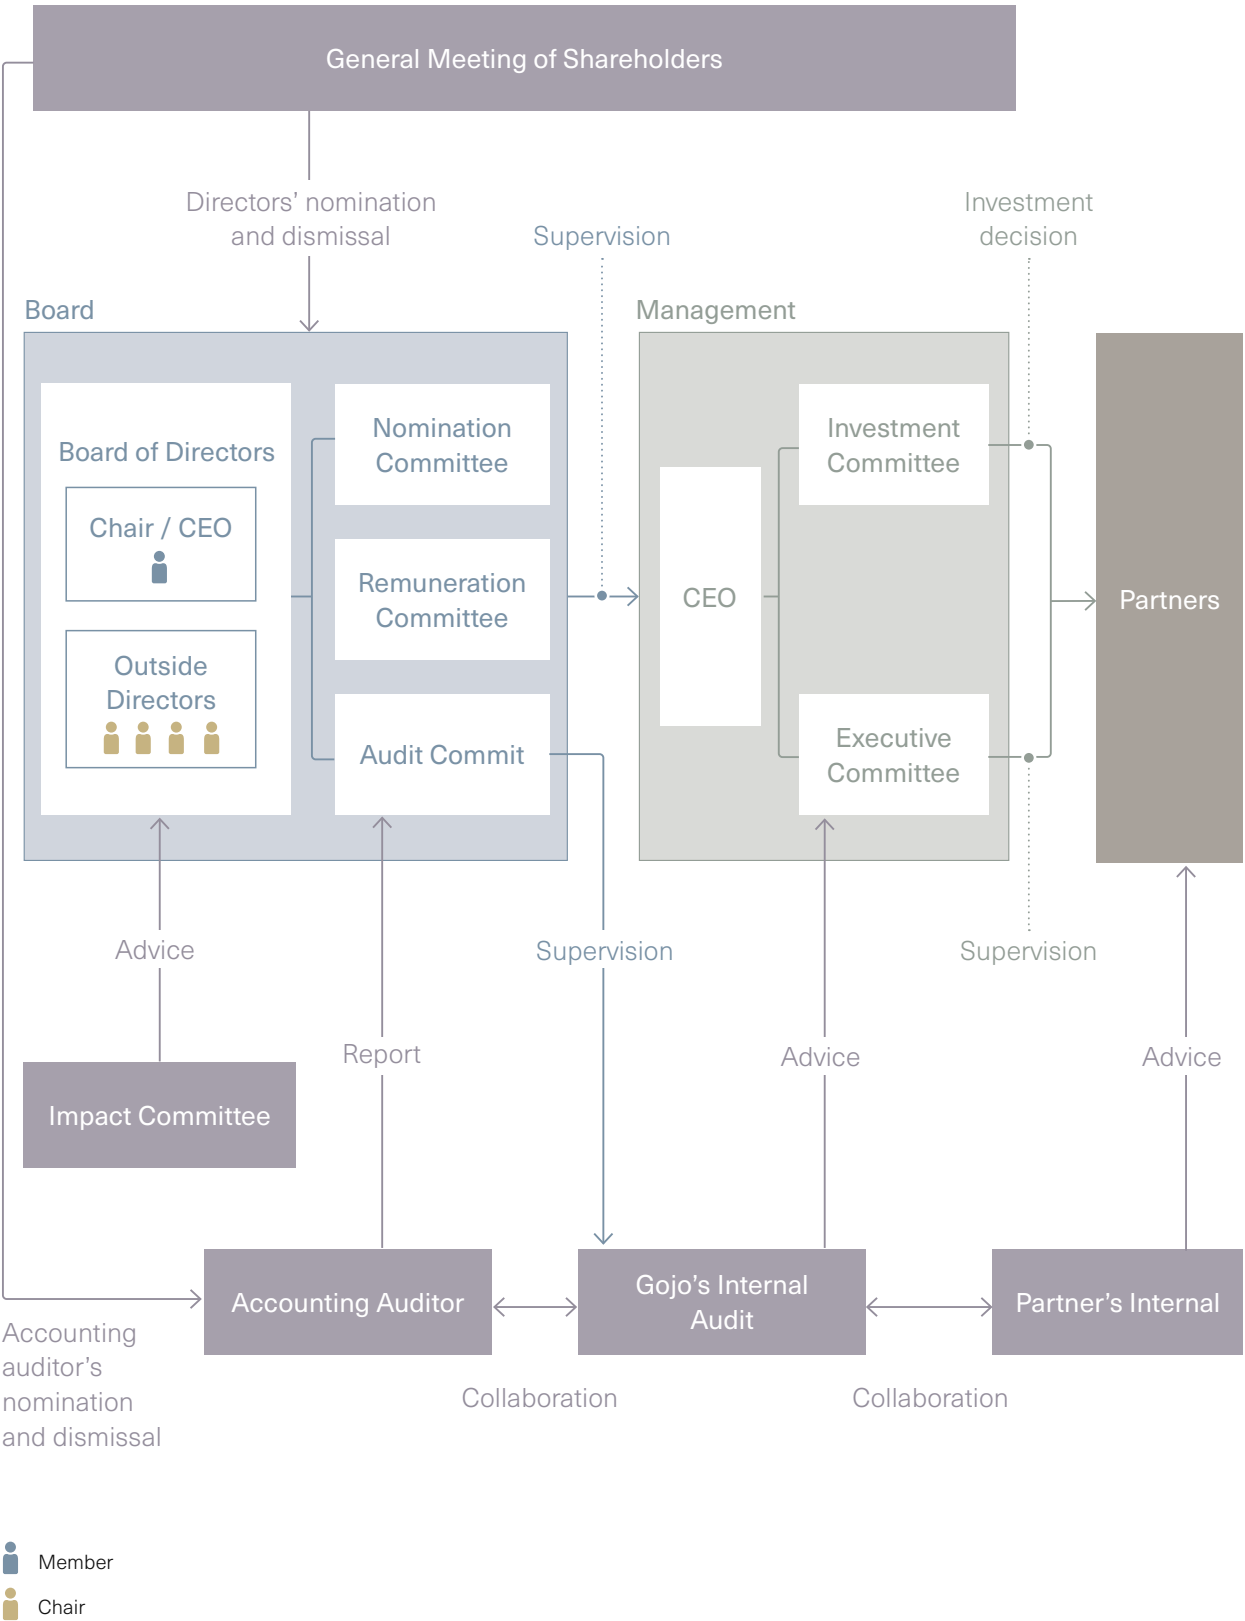 General Meeting of Shareholders
Directors’ nomination
and dismissal
Supervision
Investment
decision
Board
Management
Board of Directors
Chair / CEO
Outside
Directors
Nomination
Committee
Remuneration
Committee
Audit Commit
CEO
Investment
Committee
Executive
Committee
Partners
Advice
Supervision
Supervision
Report
Advice
Advice
Impact Committee
Accounting Auditor
Gojo’s Internal
Audit
Partner’s Internal
Accounting
auditor’s
nomination
and dismissal
Collaboration
Collaboration
Member
Chair